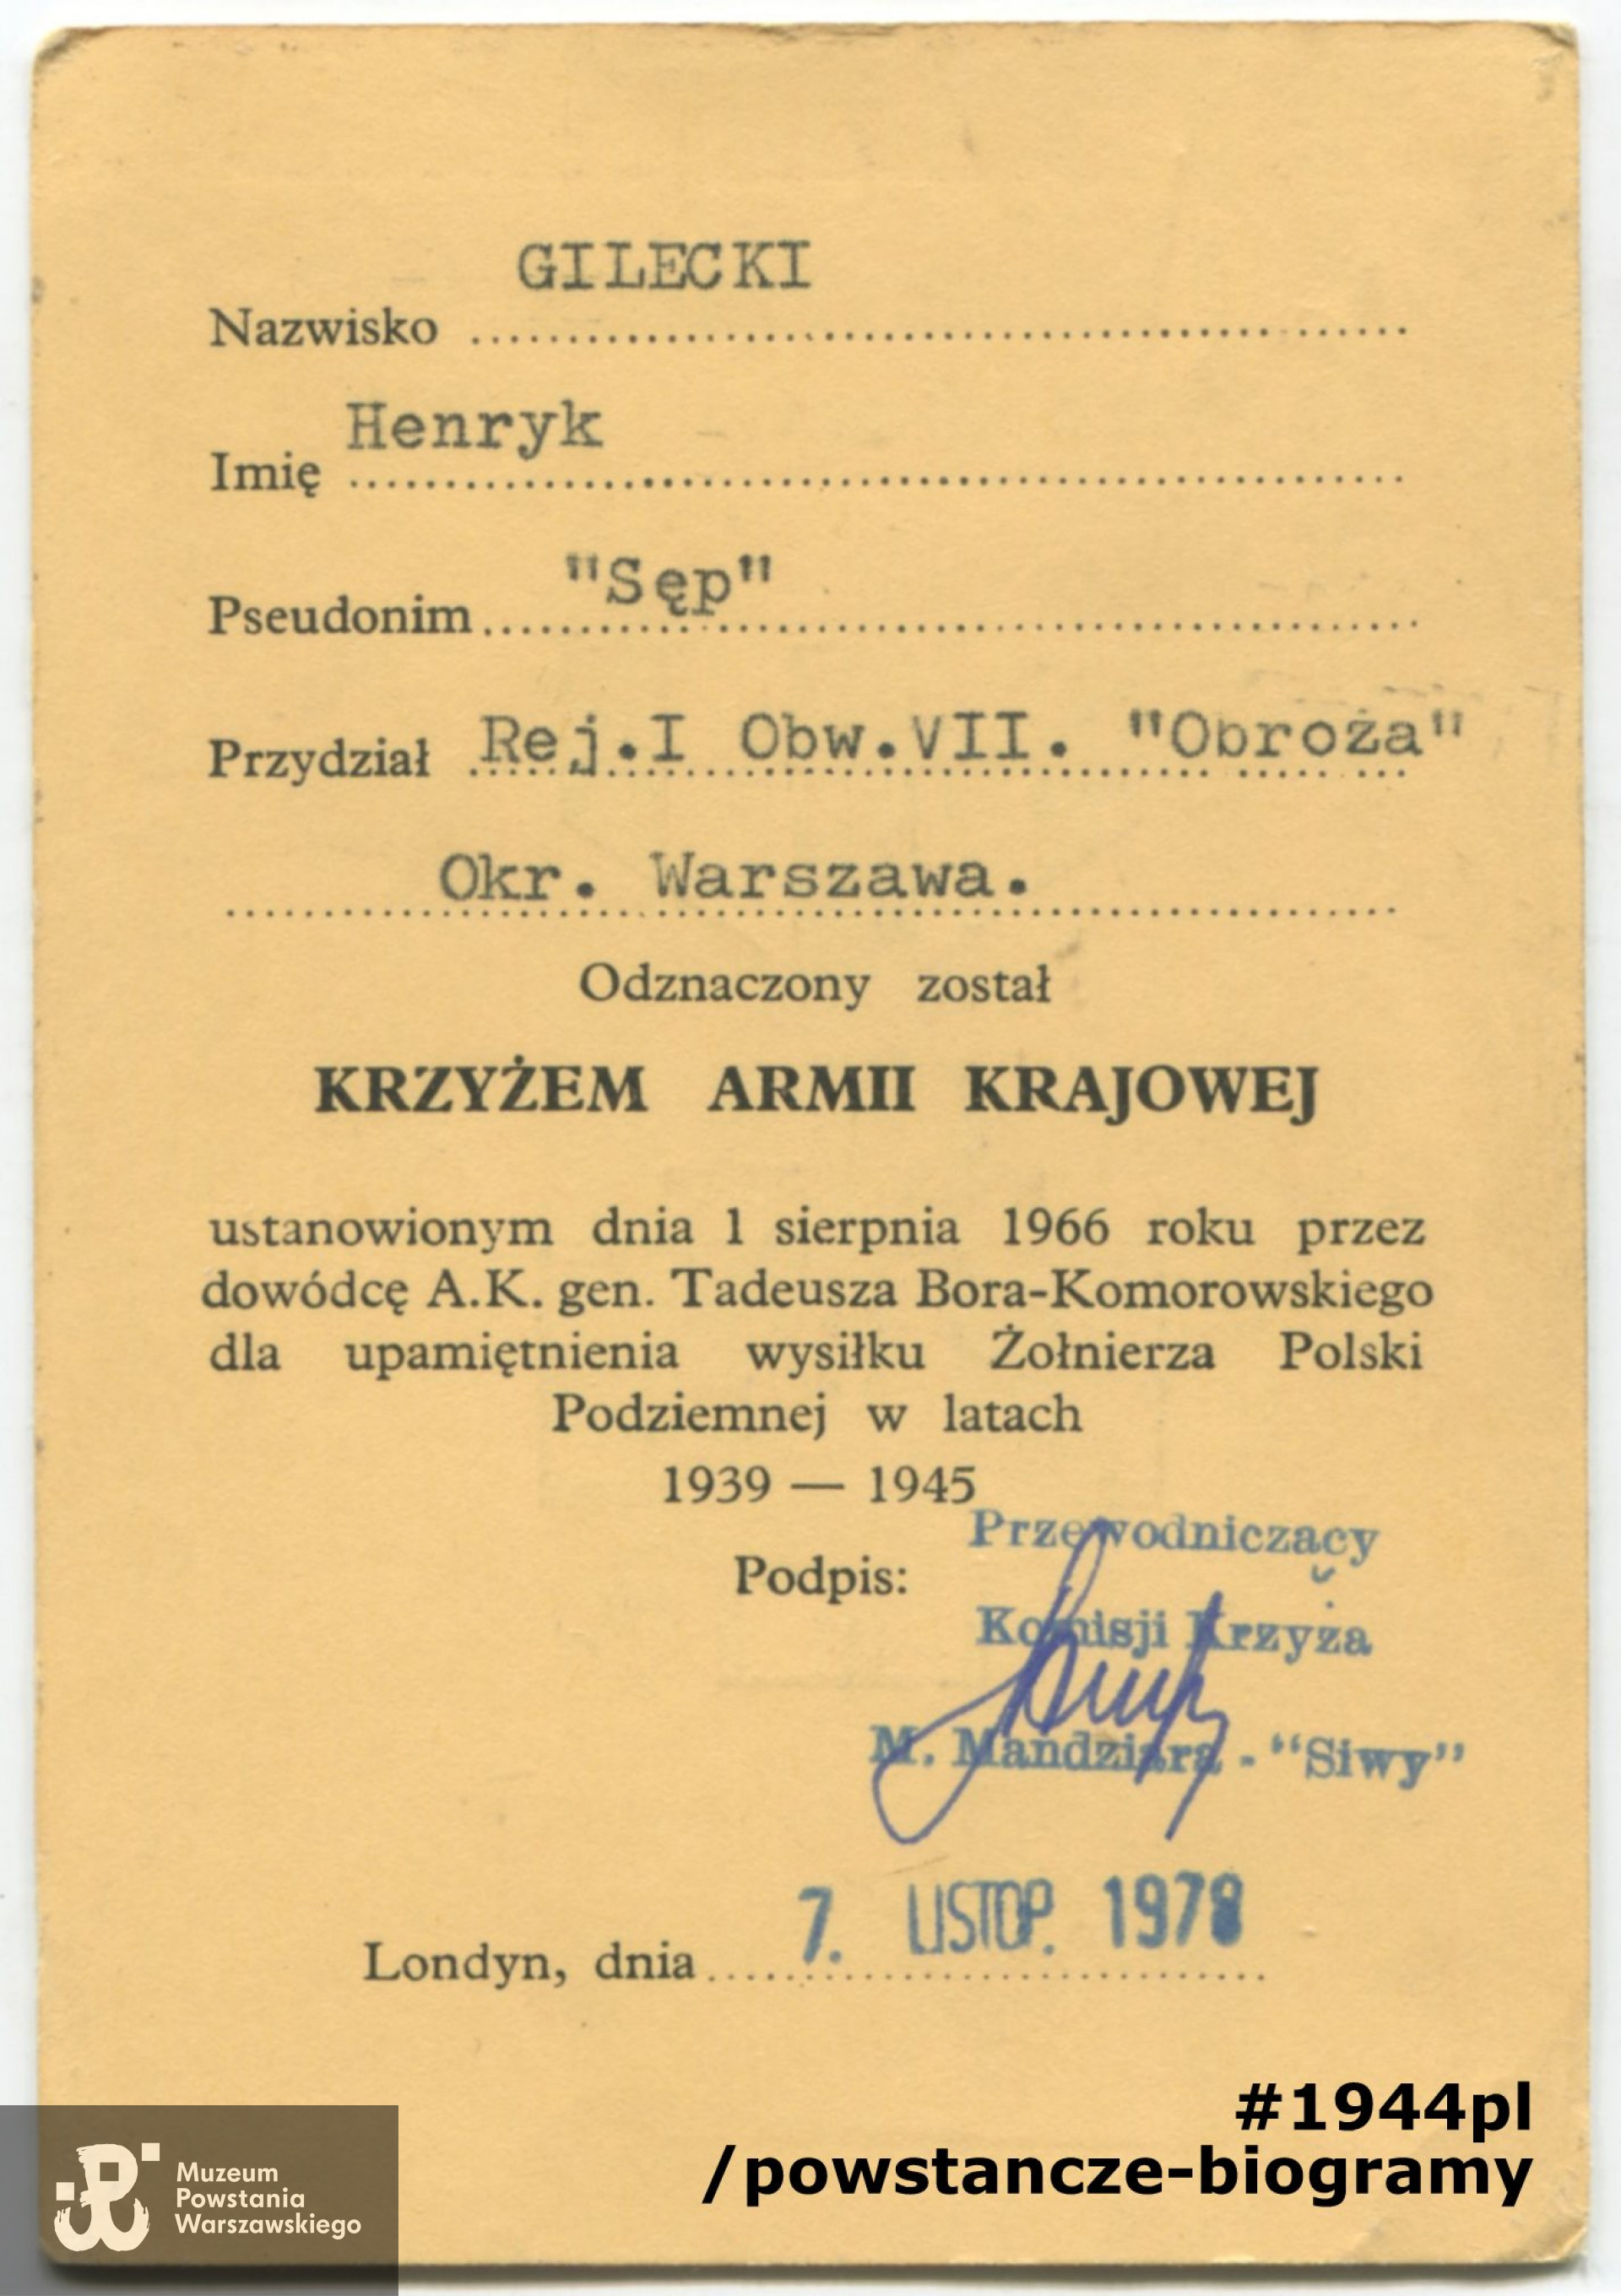 GILECKI
Nazwisko
Henryk
Imię
"Sęp"
Pseudonim
Przydział Rej.I Obw.VII. "Obroża"
Okr. Warszawa.
Odznaczony został
KRZYŻEM ARMII KRAJOWEJ
ustanowionym dnia 1 sierpnia 1966 roku przez
dowódcę A.K. gen. Tadeusza Bora-Komorowskiego
dla upamiętnienia wysiłku Żołnierza Polski
Podziemnej w latach
1939 — 1945
Przewodniczący
Podpis:
Komisji Krzyża
M. Mandziara - "Siwy"
7. LISTOP. 1978
Londyn, dnia
#1944pl
/powstancze-biogramy
Muzeum
Powstania
Warszawskiego